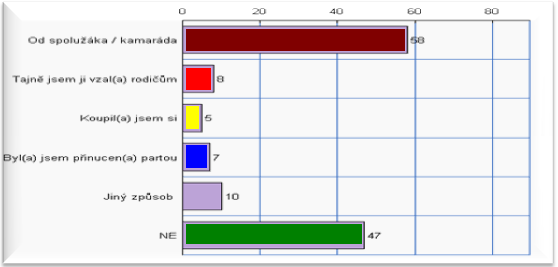 0 20 40 60 80
Od spolužáka / kamaráda 58
Tajně jsem ji vzal(a) rodičům 8
Koupil(a) jsem si 5
Byl(a) jsem přinucen(a) partou 7
Jiný způsob 10
NE 47